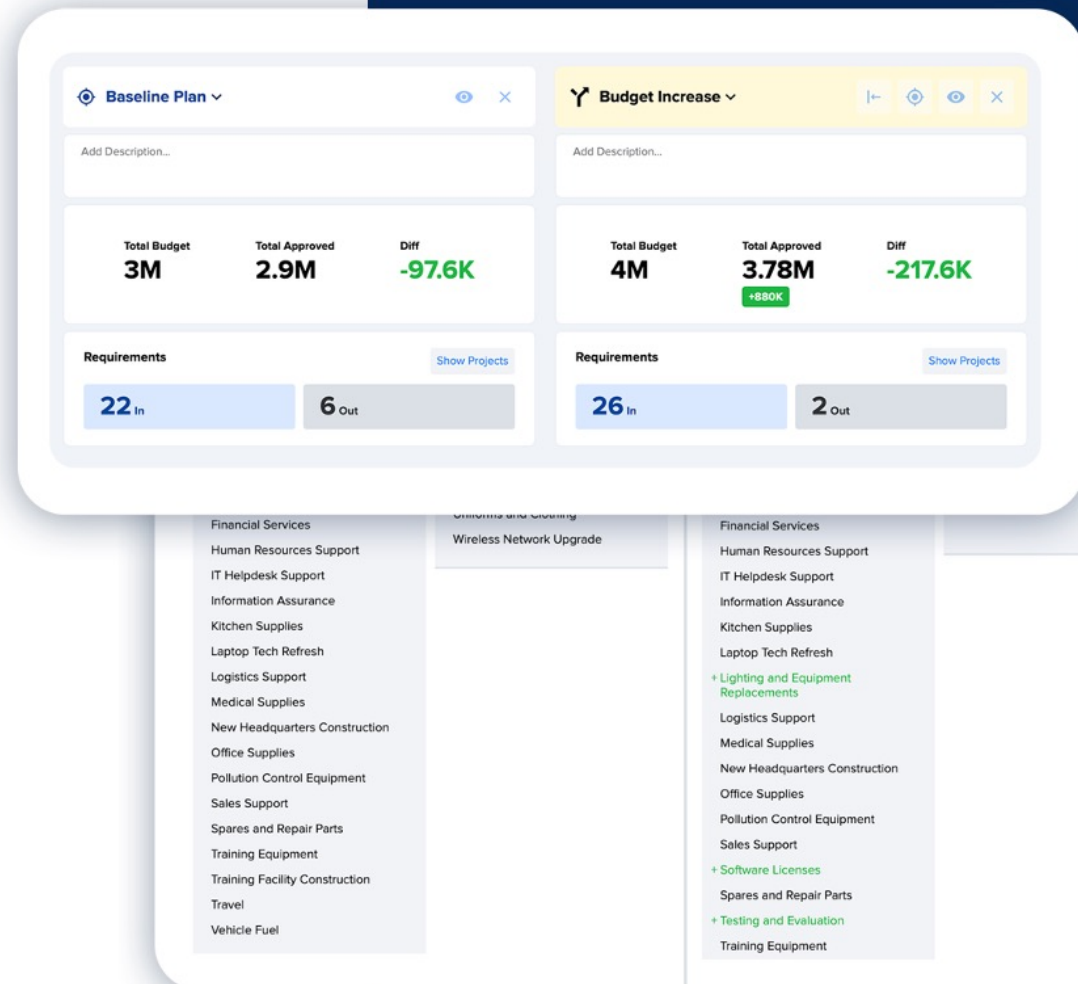 Baseline Plan
Add Description...
Total Budget Total Approved Diff
3M 2.9M -97.6K
Requirements
Show Projects
22 In 6 Out
Budget Increase
Add Description...
Total Budget Total Approved Diff
4M 3.78M -217.6K
+880K
Requirements
Show Projects
26 In 2 Out
Financial Services
Human Resources Support
IT Helpdesk Support
Information Assurance
Kitchen Supplies
Laptop Tech Refresh
Logistics Support
Medical Supplies
New Headquarters Construction
Office Supplies
Pollution Control Equipment
Sales Support
Spares and Repair Parts
Training Equipment
Training Facility Construction
Travel
Vehicle Fuel
Uniforms and Clothing
Wireless Network Upgrade
Financial Services
Human Resources Support
IT Helpdesk Support
Information Assurance
Kitchen Supplies
Laptop Tech Refresh
+ Lighting and Equipment
Replacements
Logistics Support
Medical Supplies
New Headquarters Construction
Office Supplies
Pollution Control Equipment
Sales Support
+ Software Licenses
Spares and Repair Parts
+ Testing and Evaluation
Training Equipment